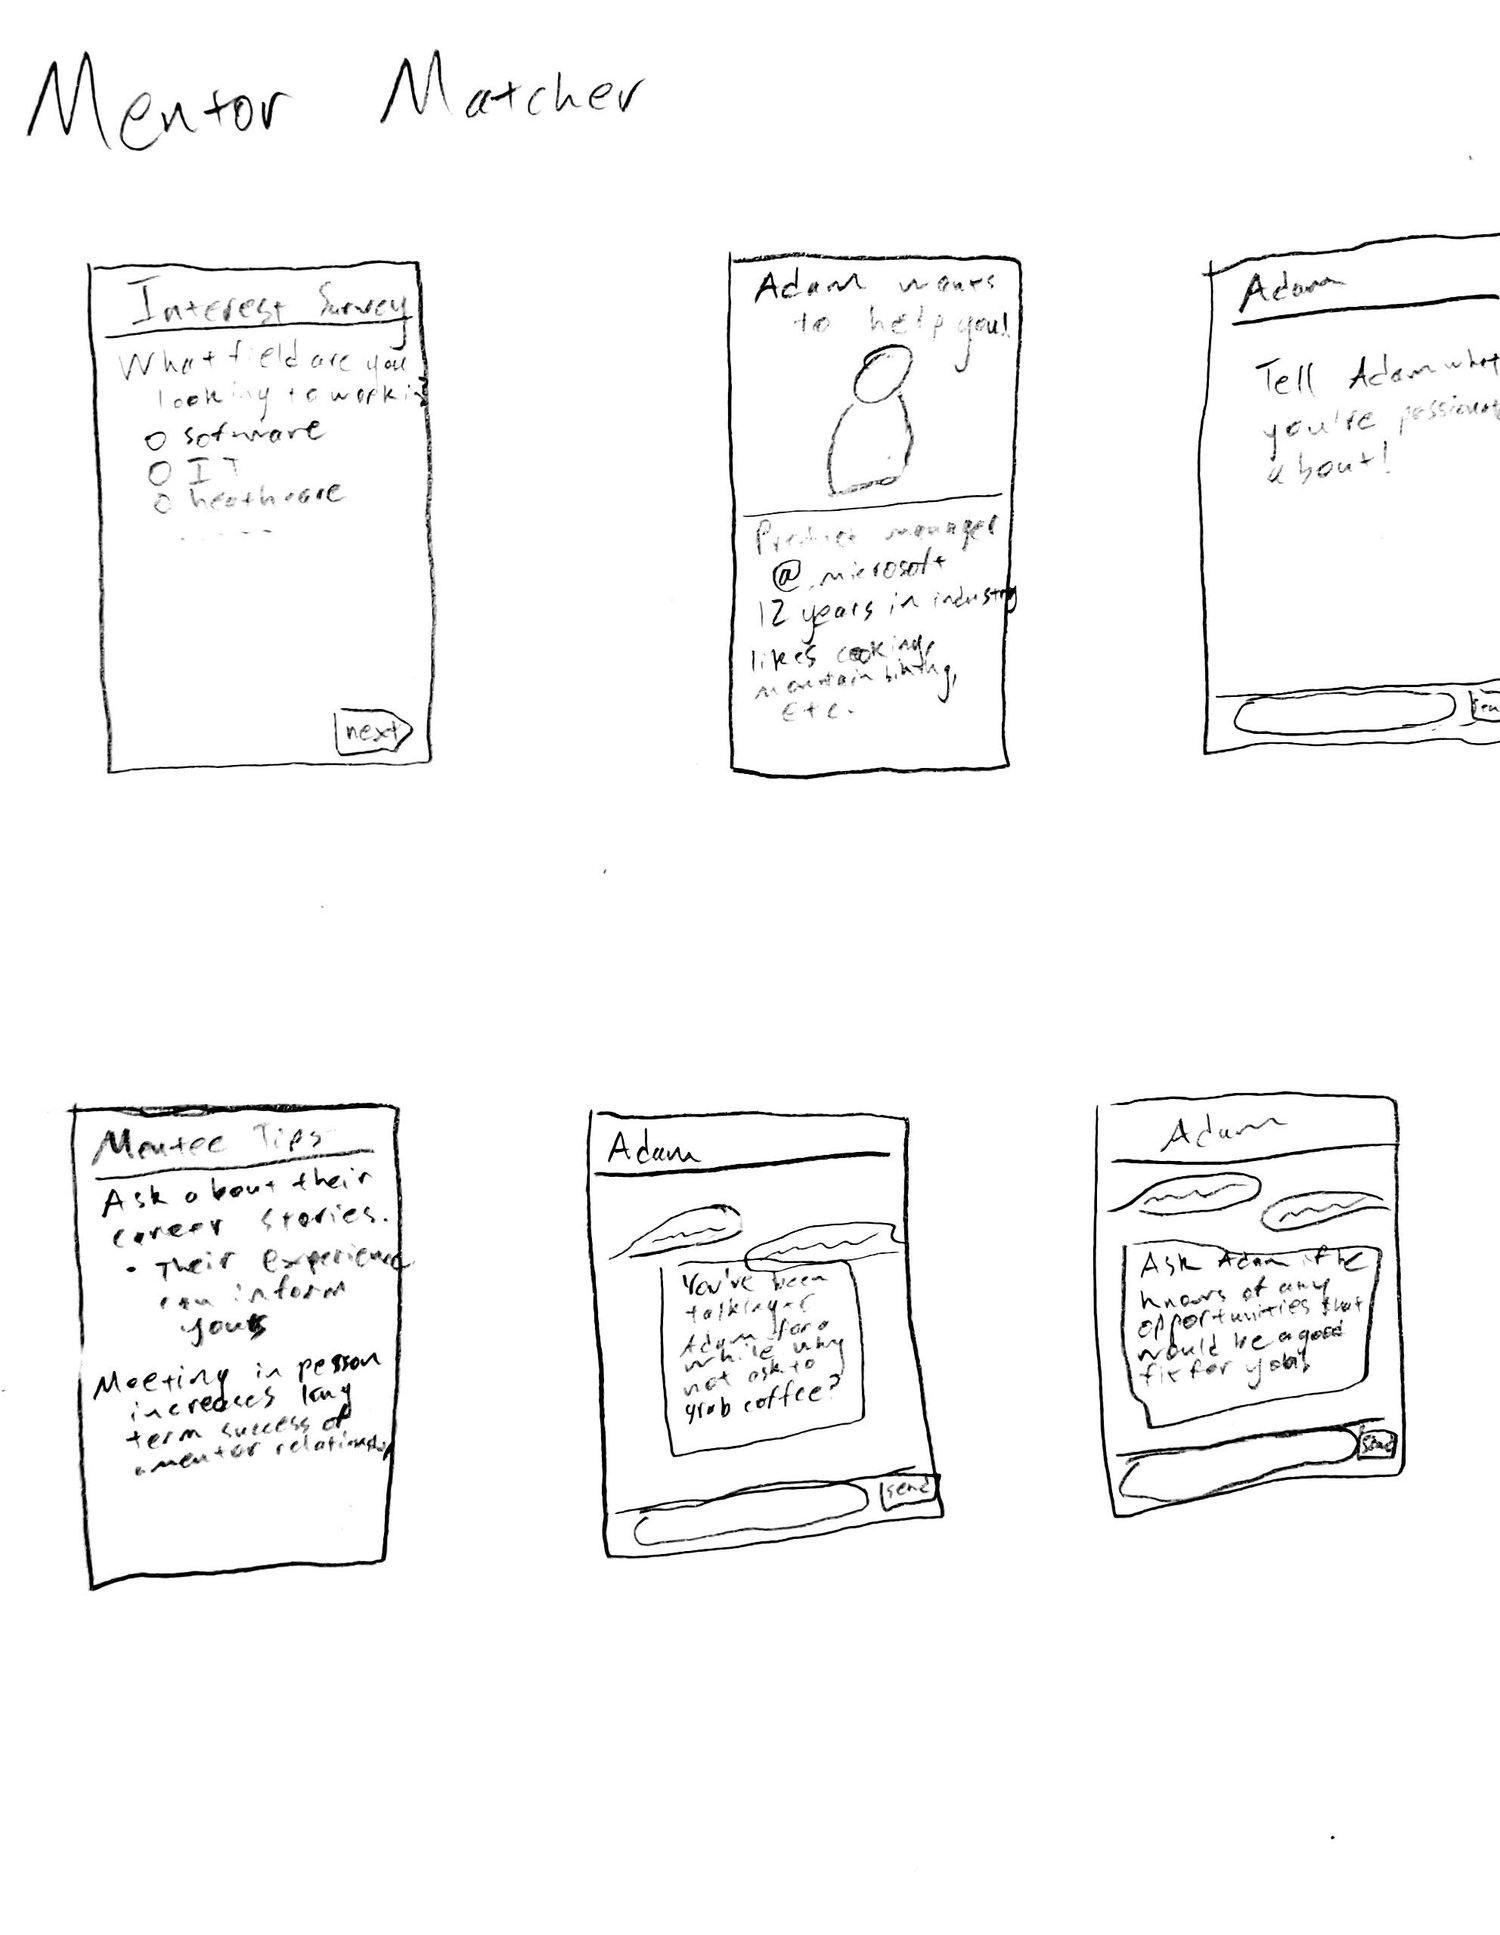 Mentor Matcher
Interest Survey
What field are you
looking to work in?
software
IT
heathcare
.....
next
Adam wants
to help you!
Product manager
@ microsoft
12 years in industry
likes cooking,
mountain biking,
etc.
Adam
Tell Adam what
you're passionate
about!
Mentee Tips
Ask about their
career stories.
• Their experience
can inform
yours
Meeting in person
increases long
term success of
a mentor relationship
Adam
You've been
talking
Adam for a
while why
not ask to
grab coffee?
send
Adam
Ask Adam if he
knows of any
opportunities that
would be a good
fit for you
send